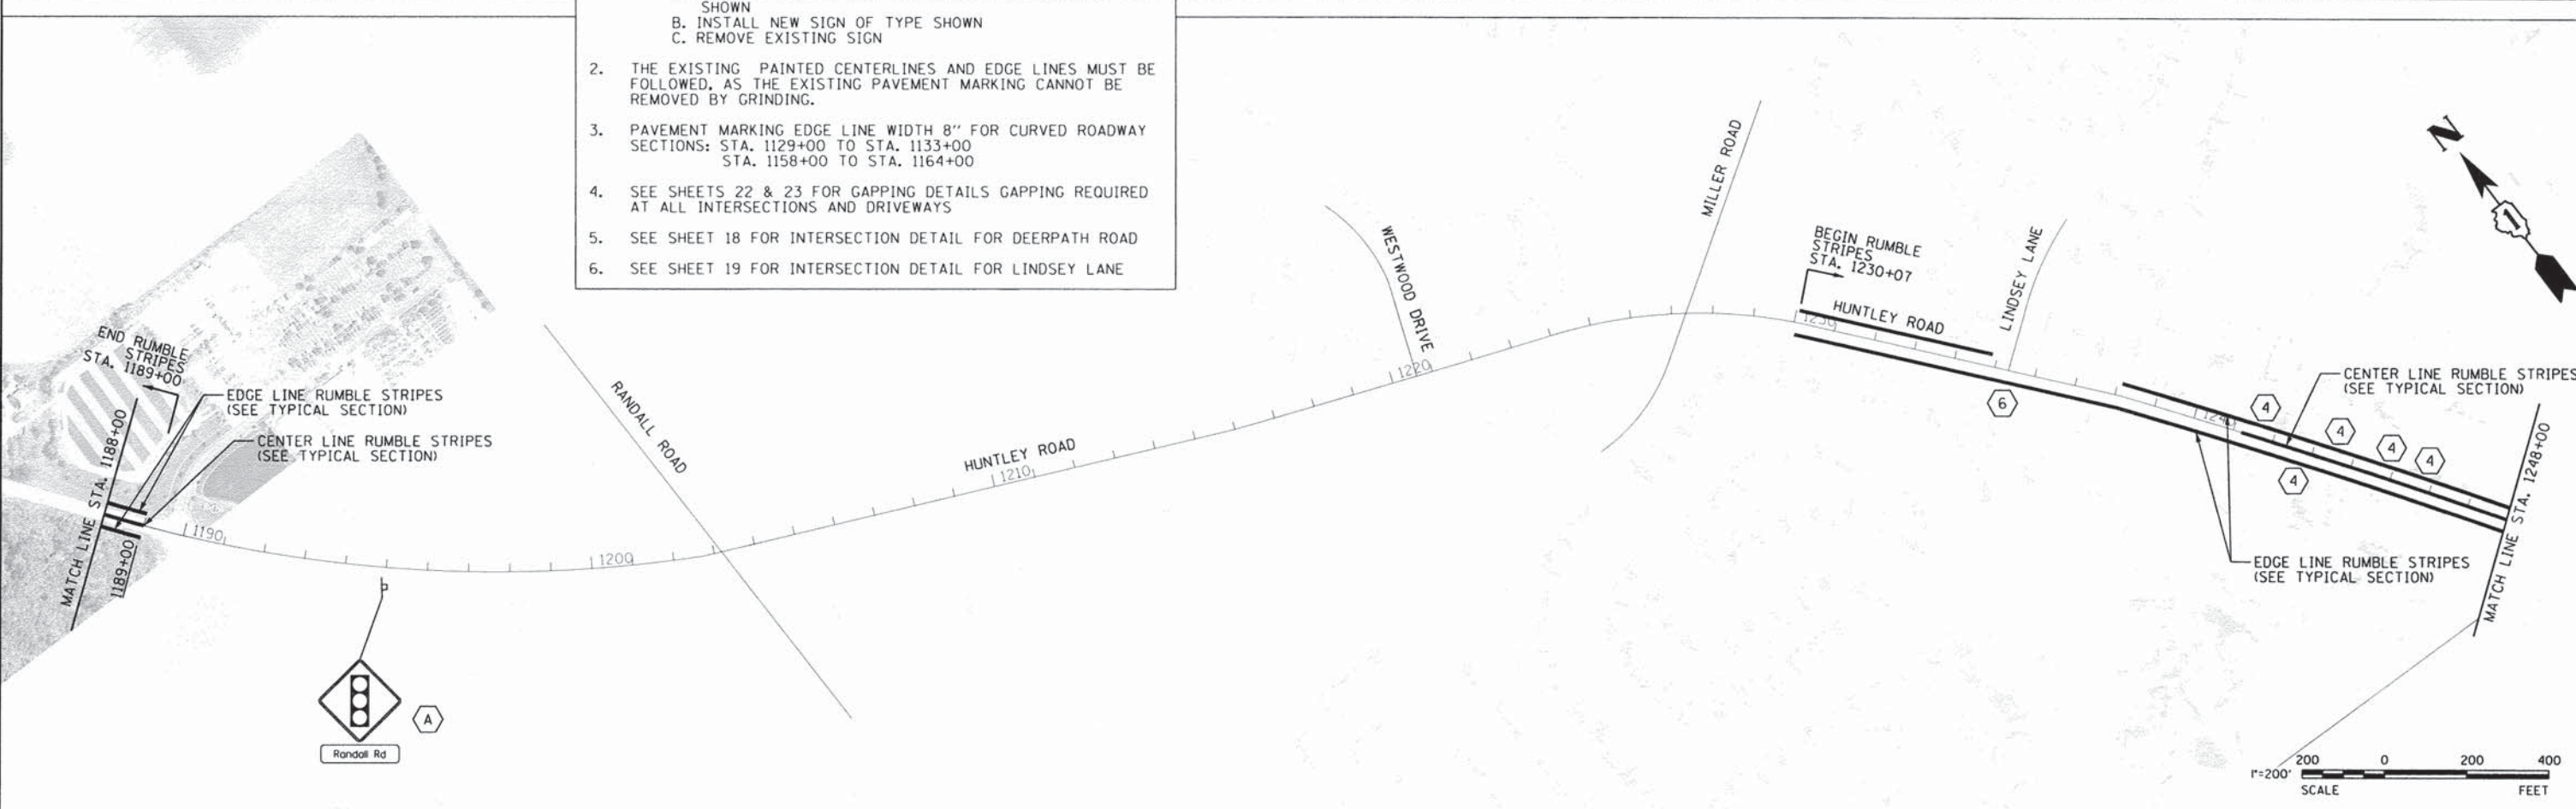 SHOWN
B. INSTALL NEW SIGN OF TYPE SHOWN
C. REMOVE EXISTING SIGN
2. THE EXISTING PAINTED CENTERLINES AND EDGE LINES MUST BE
FOLLOWED, AS THE EXISTING PAVEMENT MARKING CANNOT BE
REMOVED BY GRINDING.
3. PAVEMENT MARKING EDGE LINE WIDTH 8" FOR CURVED ROADWAY
SECTIONS: STA. 1129+00 TO STA. 1133+00
STA. 1158+00 TO STA. 1164+00
4. SEE SHEETS 22 & 23 FOR GAPPING DETAILS GAPPING REQUIRED
AT ALL INTERSECTIONS AND DRIVEWAYS
5. SEE SHEET 18 FOR INTERSECTION DETAIL FOR DEERPATH ROAD
6. SEE SHEET 19 FOR INTERSECTION DETAIL FOR LINDSEY LANE
END RUMBLE
STRIPES
STA. 1189+00
EDGE LINE RUMBLE STRIPES
(SEE TYPICAL SECTION)
CENTER LINE RUMBLE STRIPES
(SEE TYPICAL SECTION)
MATCH LINE STA. 1188+00
1189+00
1190
A
Randall Rd
RANDALL ROAD
1200
HUNTLEY ROAD
1210
WESTWOOD DRIVE
1220
MILLER ROAD
BEGIN RUMBLE
STRIPES
STA. 1230+07
1230
HUNTLEY ROAD
LINDSEY LANE
6
1240
CENTER LINE RUMBLE STRIPES
(SEE TYPICAL SECTION)
4
4
4
4
4
EDGE LINE RUMBLE STRIPES
(SEE TYPICAL SECTION)
MATCH LINE STA. 1248+00
N
1"=200'
200 0 200 400
SCALE FEET